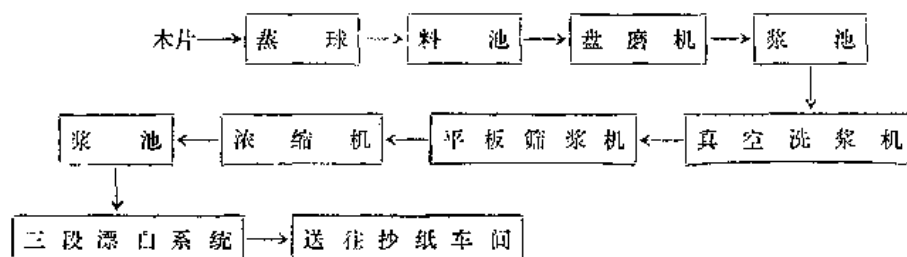 木片 蒸球 料池 盘磨机 浆池
浆池 浓缩机 平板筛浆机 真空洗浆机
三段漂白系统 送往抄纸车间